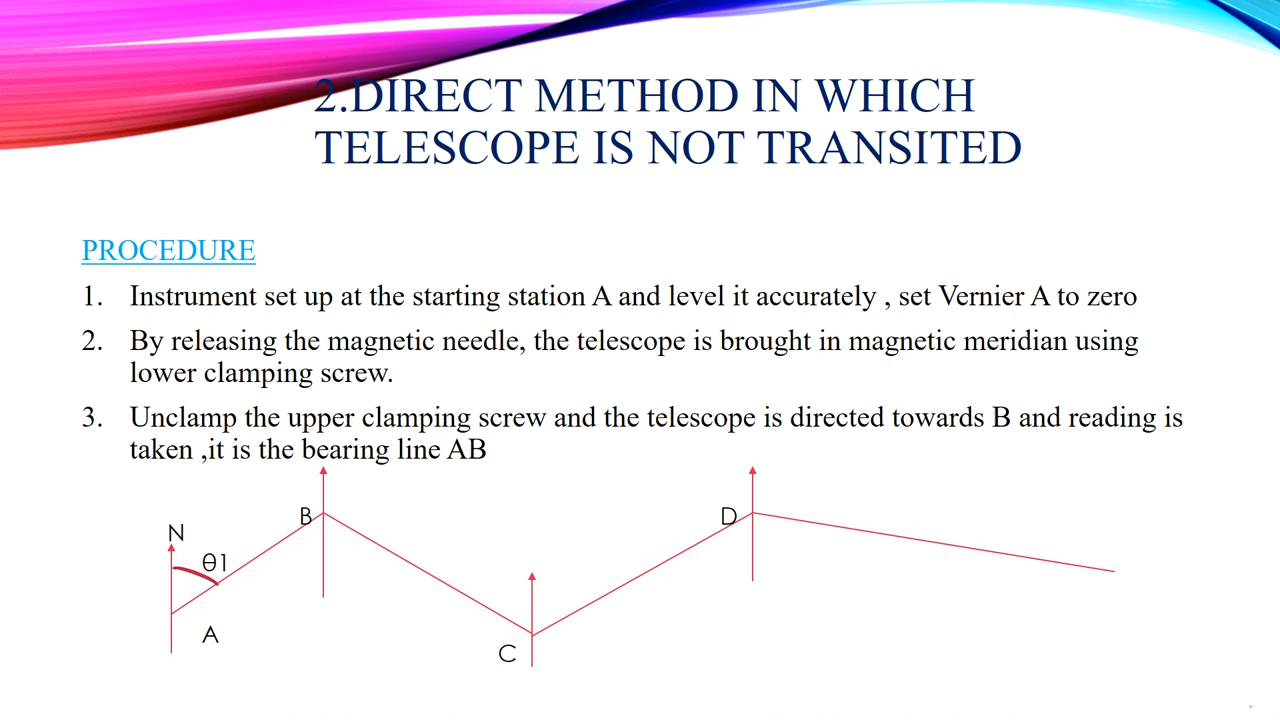 2.DIRECT METHOD IN WHICH
TELESCOPE IS NOT TRANSITED
PROCEDURE
1. Instrument set up at the starting station A and level it accurately , set Vernier A to zero
2. By releasing the magnetic needle, the telescope is brought in magnetic meridian using
lower clamping screw.
3. Unclamp the upper clamping screw and the telescope is directed towards B and reading is
taken ,it is the bearing line AB
B
D
N
θ1
A
C